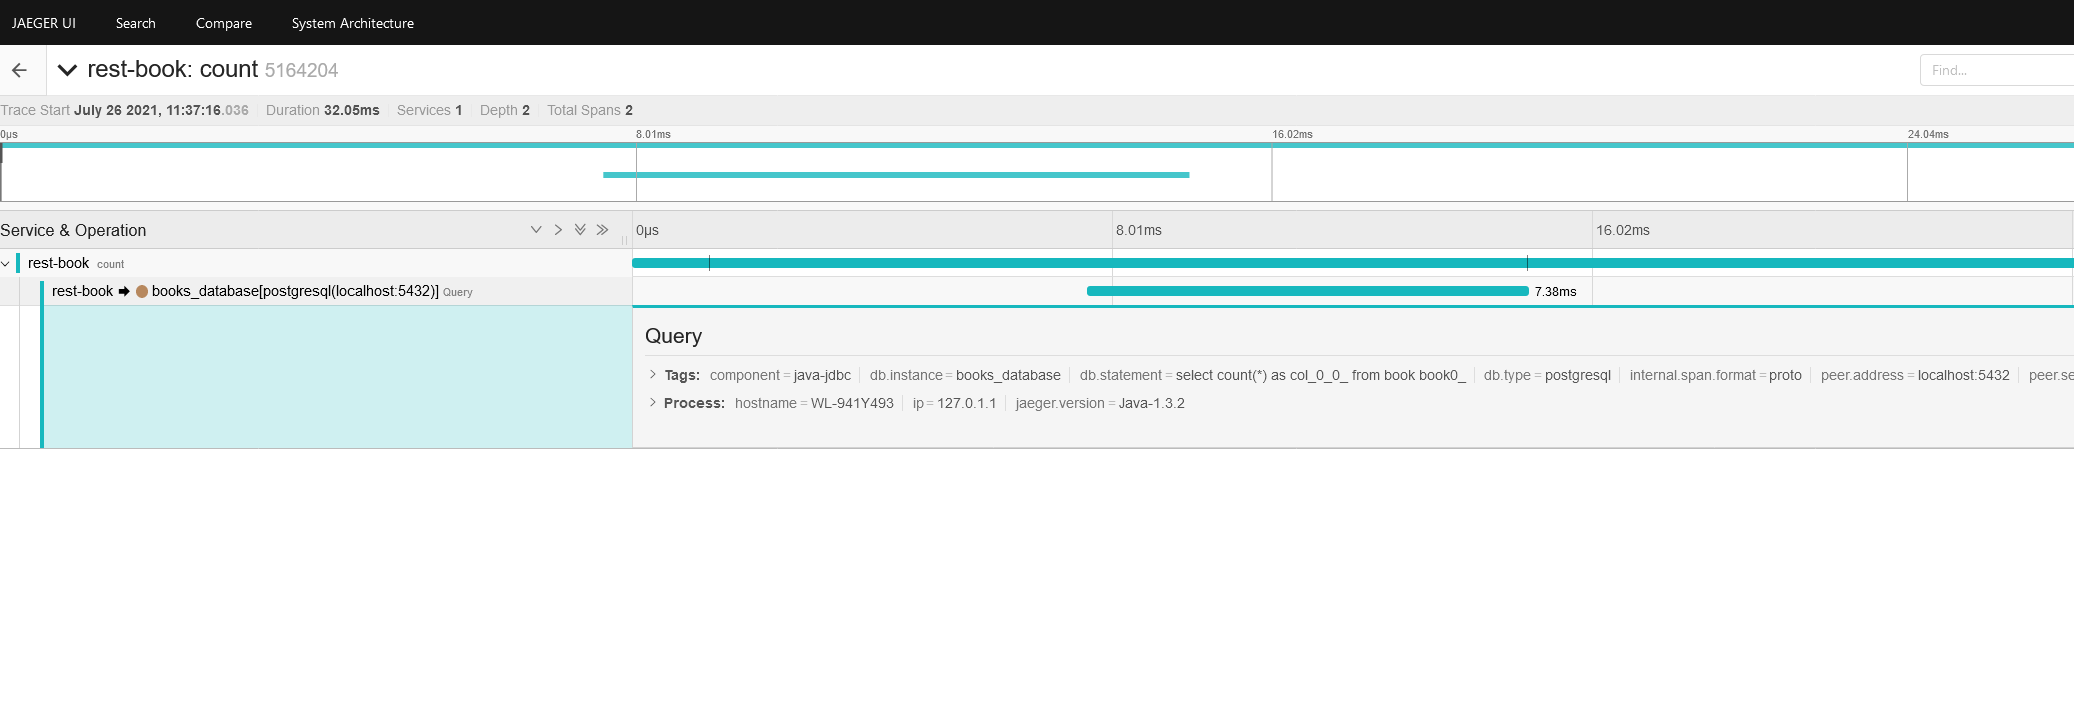 JAEGER UI Search Compare System Architecture
rest-book: count 5164204 Find...
Trace Start July 26 2021, 11:37:16.036 Duration 32.05ms Services 1 Depth 2 Total Spans 2
0μs 8.01ms 16.02ms 24.04ms
Service & Operation 0μs 8.01ms 16.02ms
rest-book count
rest-book books_database[postgresql(localhost:5432)] Query 7.38ms
Query
Tags: component = java-jdbc db.instance = books_database db.statement = select count(*) as col_0_0_ from book book0_ db.type = postgresql internal.span.format = proto peer.address = localhost:5432 peer.se
Process: hostname = WL-941Y493 ip = 127.0.1.1 jaeger.version = Java-1.3.2